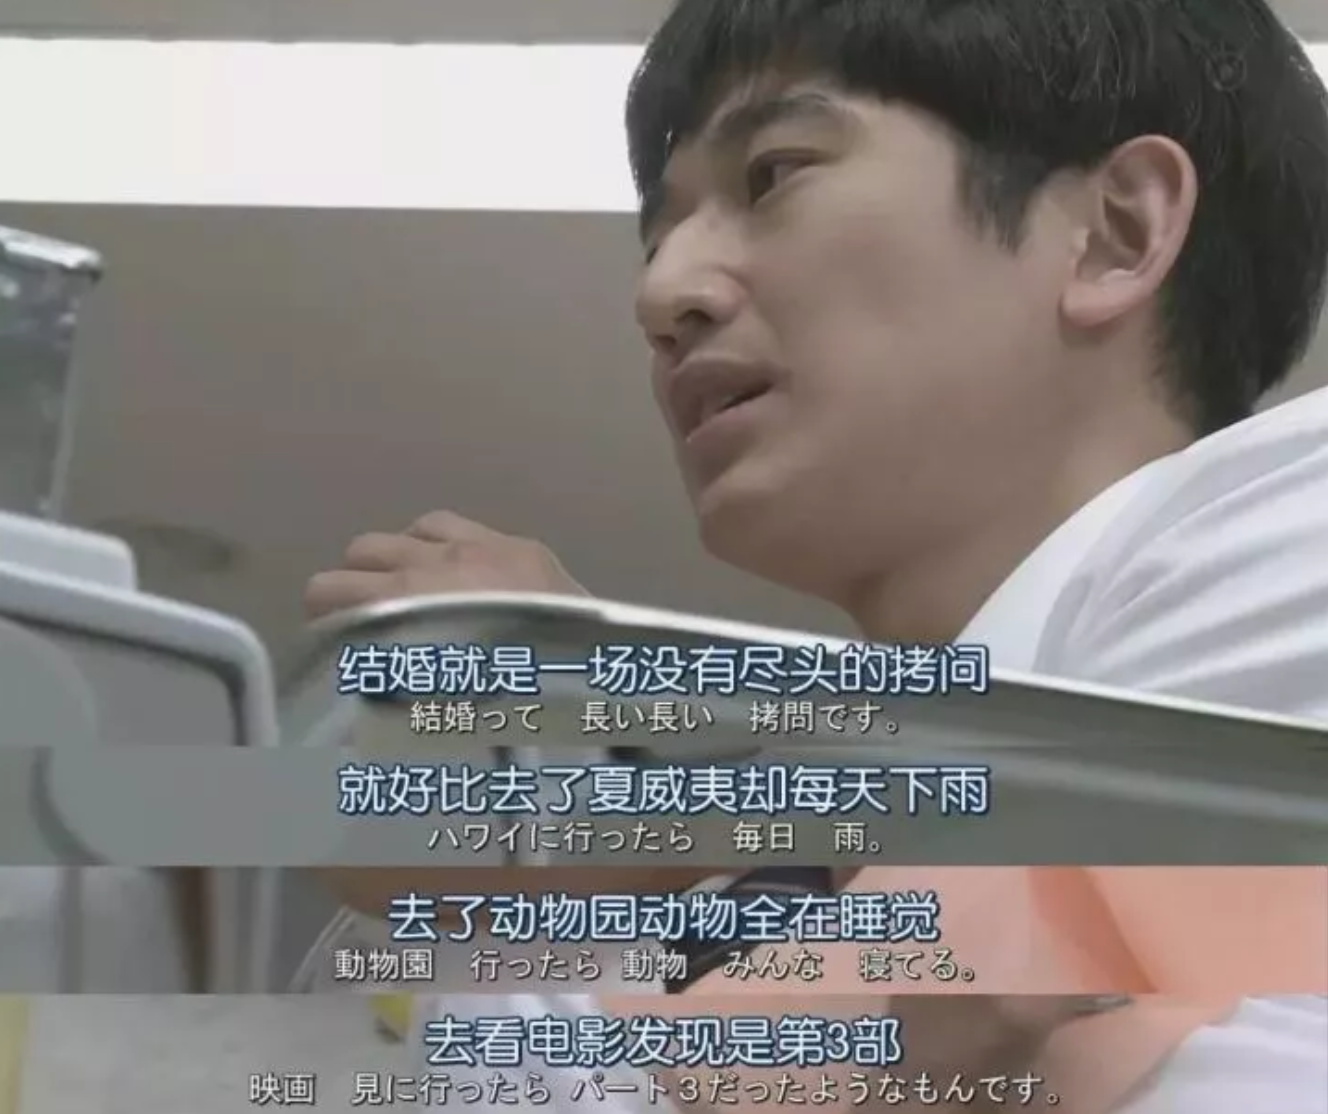 结婚就是一场没有尽头的拷问
結婚って　長い長い　拷問です。
就好比去了夏威夷却每天下雨
ハワイに行ったら　毎日　雨。
去了动物园动物全在睡觉
動物園　行ったら 動物　みんな　寝てる。
去看电影发现是第3部
映画　見に行ったら パート３だったようなもんです。